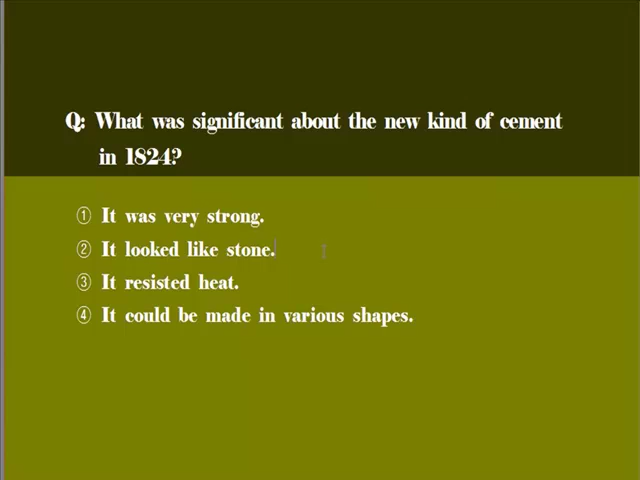 Q: What was significant about the new kind of cement
in 1824?
① It was very strong.
② It looked like stone.
③ It resisted heat.
④ It could be made in various shapes.